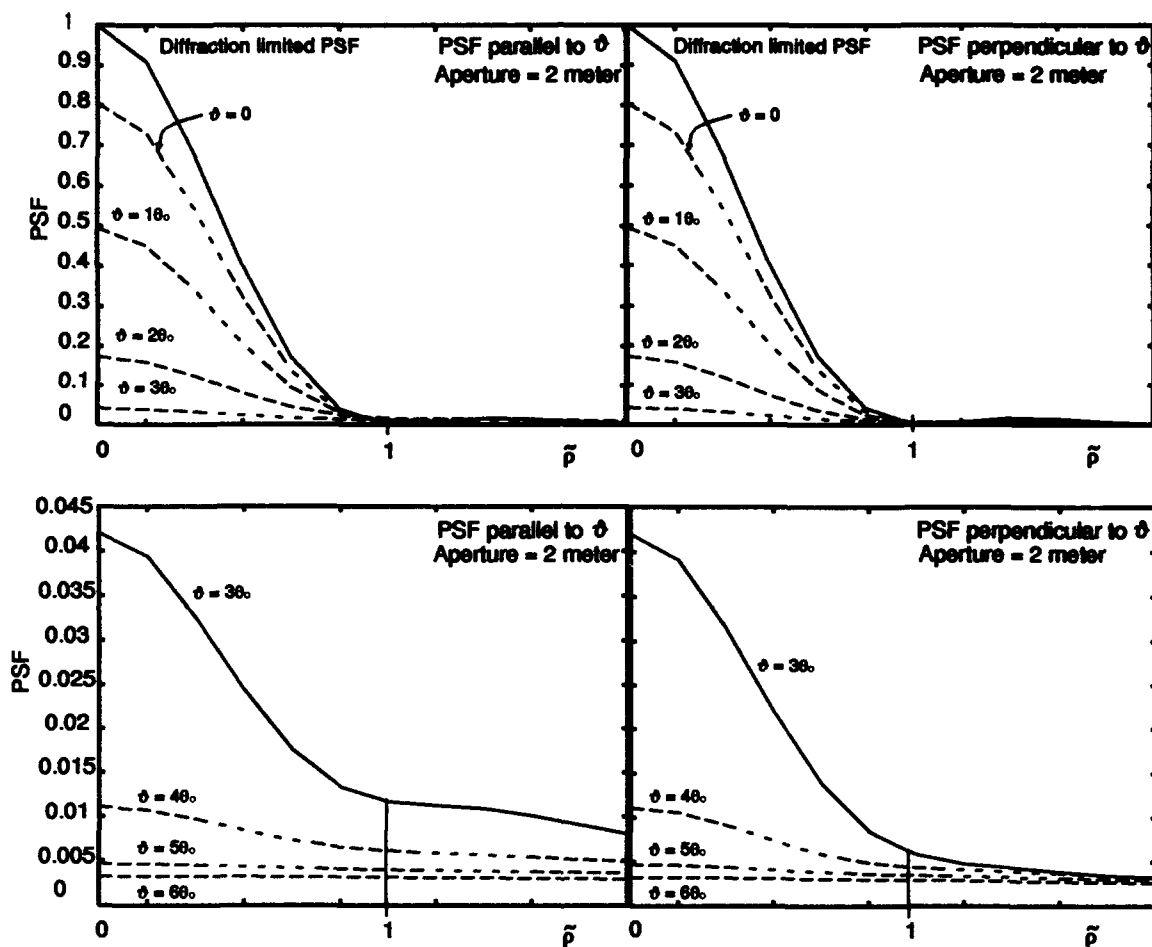 1
Diffraction limited PSF
PSF parallel to ϑ
Aperture = 2 meter
Diffraction limited PSF
PSF perpendicular to ϑ
Aperture = 2 meter
0.9
0.8
ϑ = 0
ϑ = 0
0.7
0.6
PSF
ϑ = 1θ₀
ϑ = 1θ₀
0.5
0.4
0.3
0.2
ϑ = 2θ₀
ϑ = 2θ₀
0.1
ϑ = 3θ₀
ϑ = 3θ₀
0
0
1
ρ̃
0
1
ρ̃
0.045
PSF parallel to ϑ
Aperture = 2 meter
PSF perpendicular to ϑ
Aperture = 2 meter
0.04
0.035
ϑ = 3θ₀
0.03
0.025
PSF
ϑ = 3θ₀
0.02
0.015
ϑ = 4θ₀
ϑ = 4θ₀
0.01
ϑ = 5θ₀
ϑ = 5θ₀
0.005
ϑ = 6θ₀
ϑ = 6θ₀
0
0
1
ρ̃
0
1
ρ̃